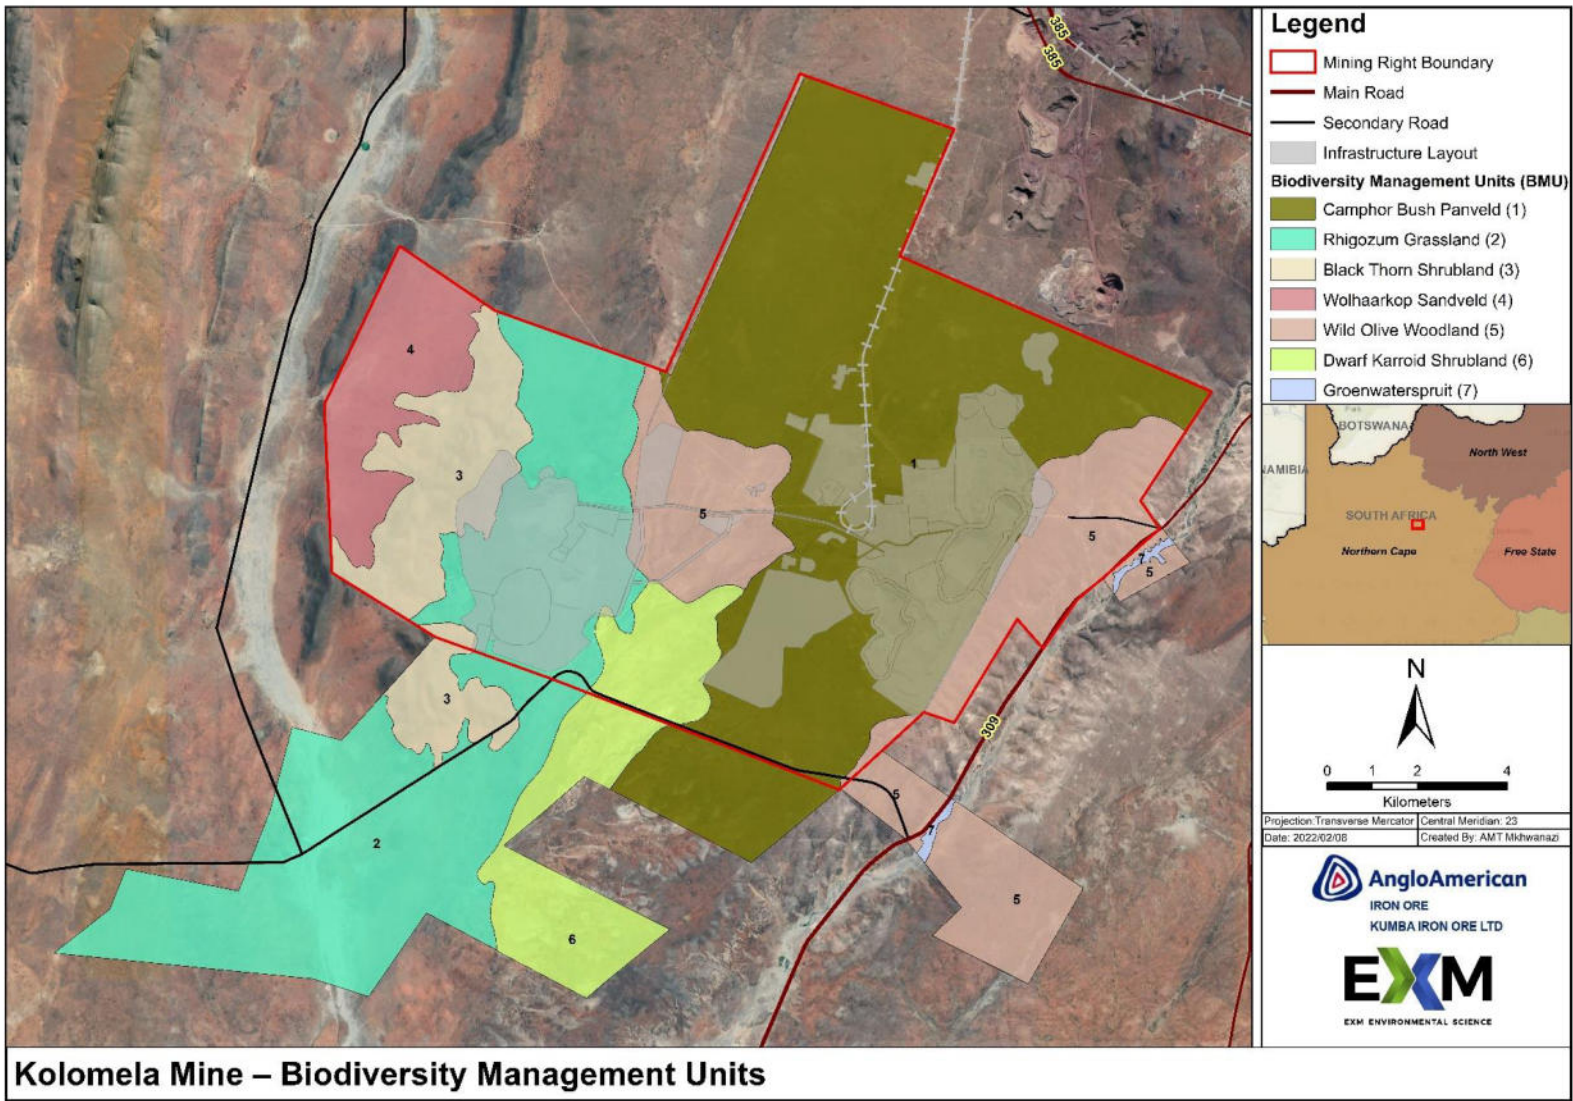 385
385
4
3
1
5
5
7
5
3
309
5
7
2
5
6
Legend
Mining Right Boundary
Main Road
Secondary Road
Infrastructure Layout
Biodiversity Management Units (BMU)
Camphor Bush Panveld (1)
Rhigozum Grassland (2)
Black Thorn Shrubland (3)
Wolhaarkop Sandveld (4)
Wild Olive Woodland (5)
Dwarf Karroid Shrubland (6)
Groenwaterspruit (7)
BOTSWANA
North West
NAMIBIA
SOUTH AFRICA
Northern Cape
Free State
N
0 1 2 4
Kilometers
Projection:Transverse Mercator Central Meridian: 23
Date: 2022/02/08 Created By: AMT Mkhwanazi
AngloAmerican
IRON ORE
KUMBA IRON ORE LTD
EXM
EXM ENVIRONMENTAL SCIENCE
Kolomela Mine – Biodiversity Management Units